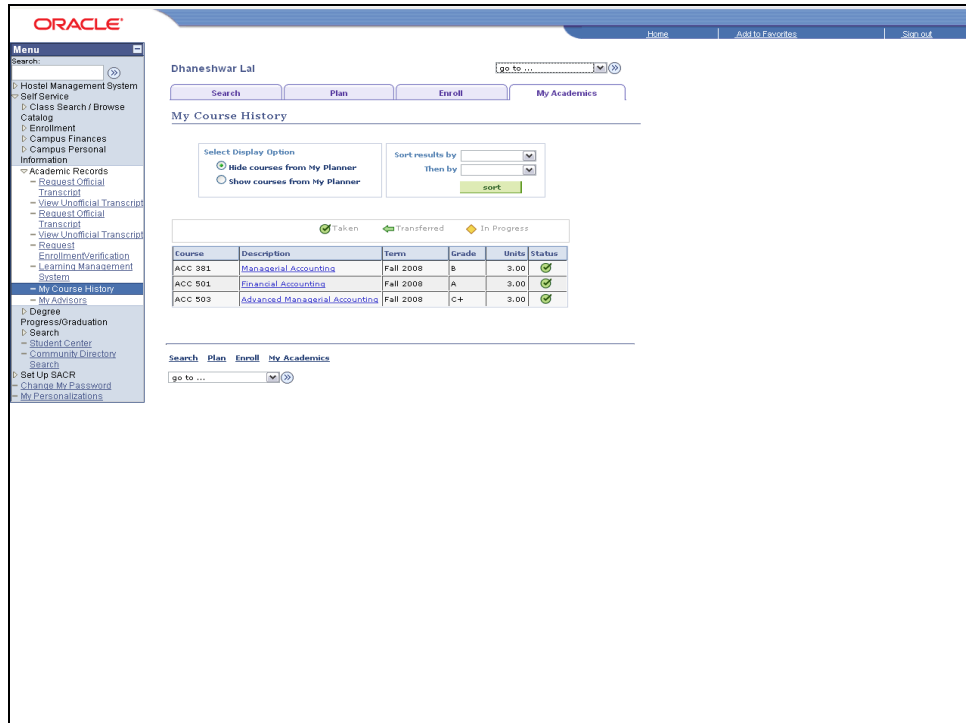 ORACLE
Home
Add to Favorites
Sign out
Menu
Search:
Hostel Management System
Self Service
Class Search / Browse
Catalog
Enrollment
Campus Finances
Campus Personal
Information
Academic Records
Request Official
Transcript
View Unofficial Transcript
Request Official
Transcript
View Unofficial Transcript
Request
EnrollmentVerification
Learning Management
System
My Course History
My Advisors
Degree
Progress/Graduation
Search
Student Center
Community Directory
Search
Set Up SACR
Change My Password
My Personalizations
Dhaneshwar Lal
go to ...
Search Plan Enroll My Academics
My Course History
Select Display Option
Hide courses from My Planner
Show courses from My Planner
Sort results by
Then by
sort
Taken Transferred In Progress
Course Description Term Grade Units Status
ACC 381 Managerial Accounting Fall 2008 B 3.00
ACC 501 Financial Accounting Fall 2008 A 3.00
ACC 503 Advanced Managerial Accounting Fall 2008 C+ 3.00
Search Plan Enroll My Academics
go to ...